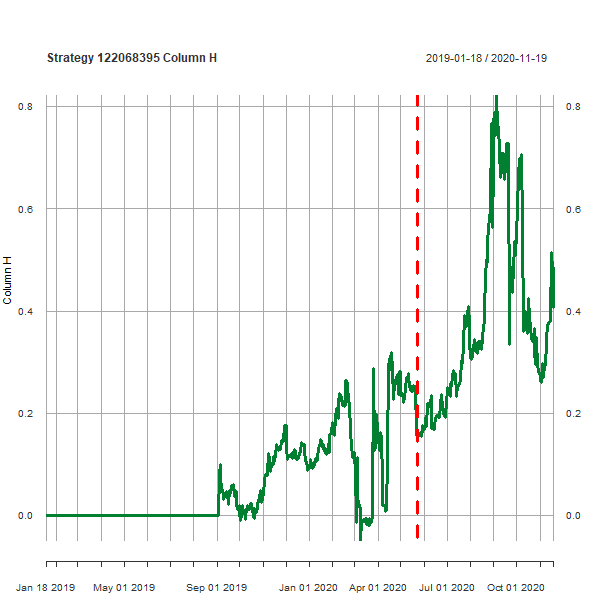 Strategy 122068395 Column H
2019-01-18 / 2020-11-19
0.8
0.8
0.6
0.6
Column H
0.4
0.4
0.2
0.2
0.0
0.0
Jan 18 2019
May 01 2019
Sep 01 2019
Jan 01 2020
Apr 01 2020
Jul 01 2020
Oct 01 2020